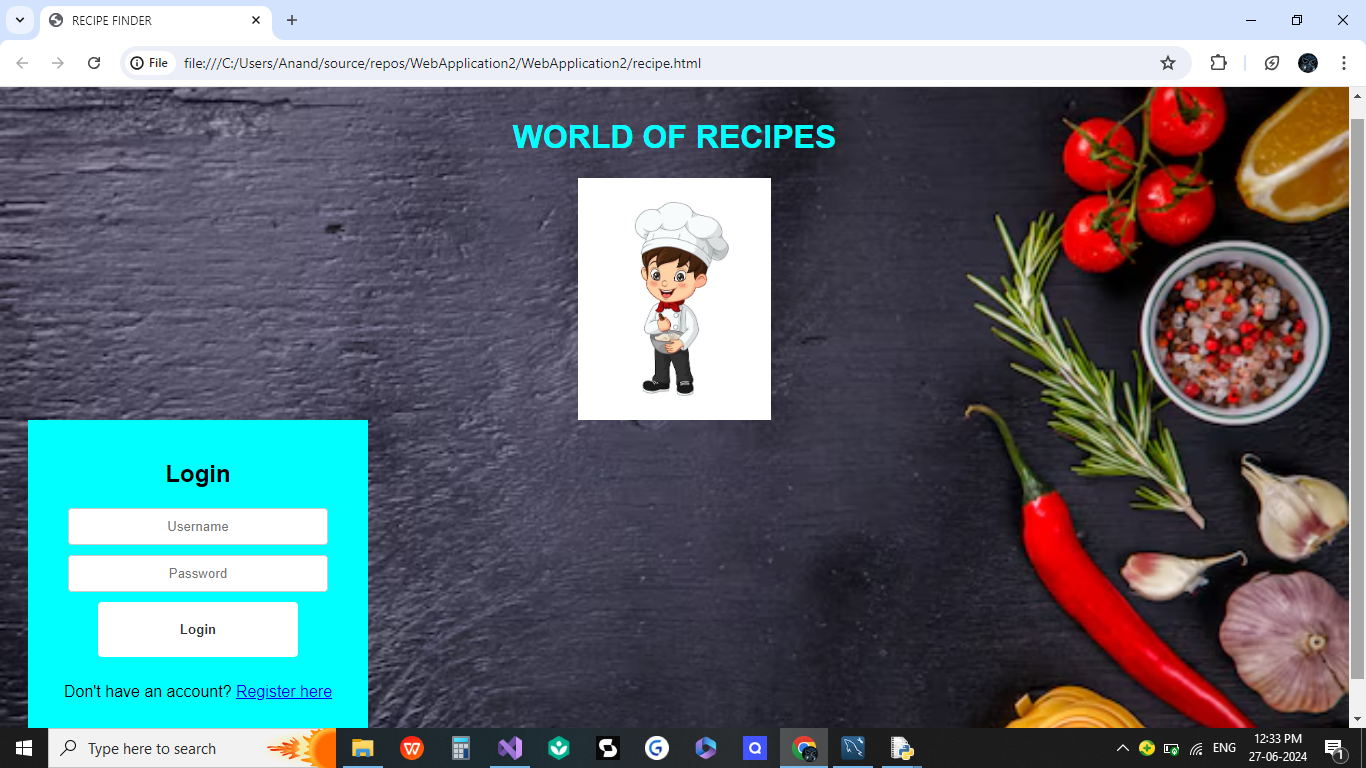 RECIPE FINDER
File file:///C:/Users/Anand/source/repos/WebApplication2/WebApplication2/recipe.html
WORLD OF RECIPES
Login
Username
Password
Login
Don't have an account? Register here
Type here to search
ENG
12:33 PM
27-06-2024
1